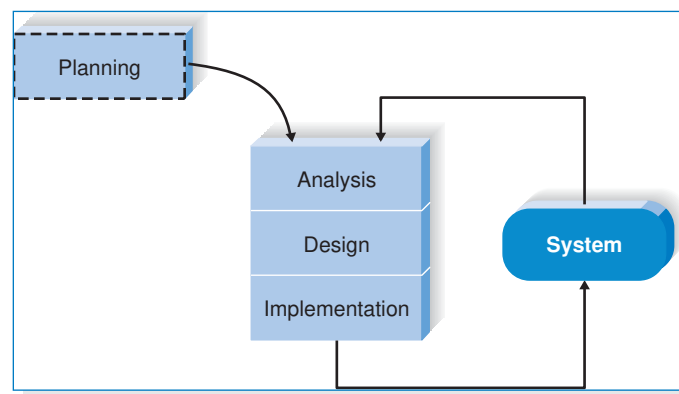 Planning
Analysis
Design
System
Implementation